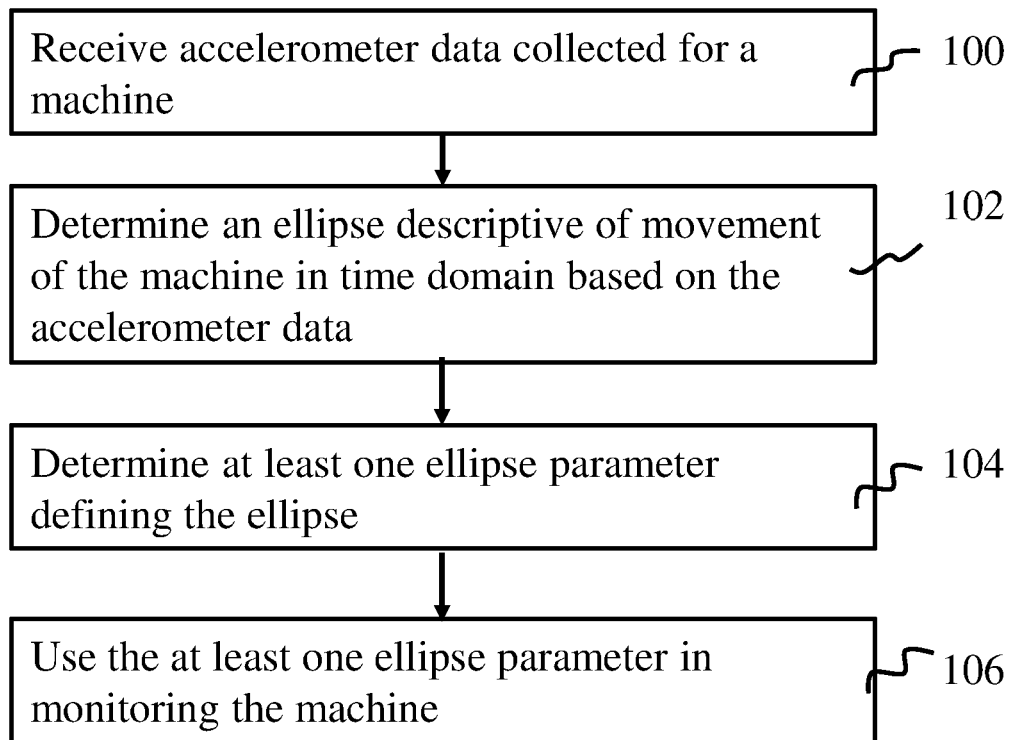 Receive accelerometer data collected for a
machine
100
Determine an ellipse descriptive of movement
of the machine in time domain based on the
accelerometer data
102
Determine at least one ellipse parameter
defining the ellipse
104
Use the at least one ellipse parameter in
monitoring the machine
106